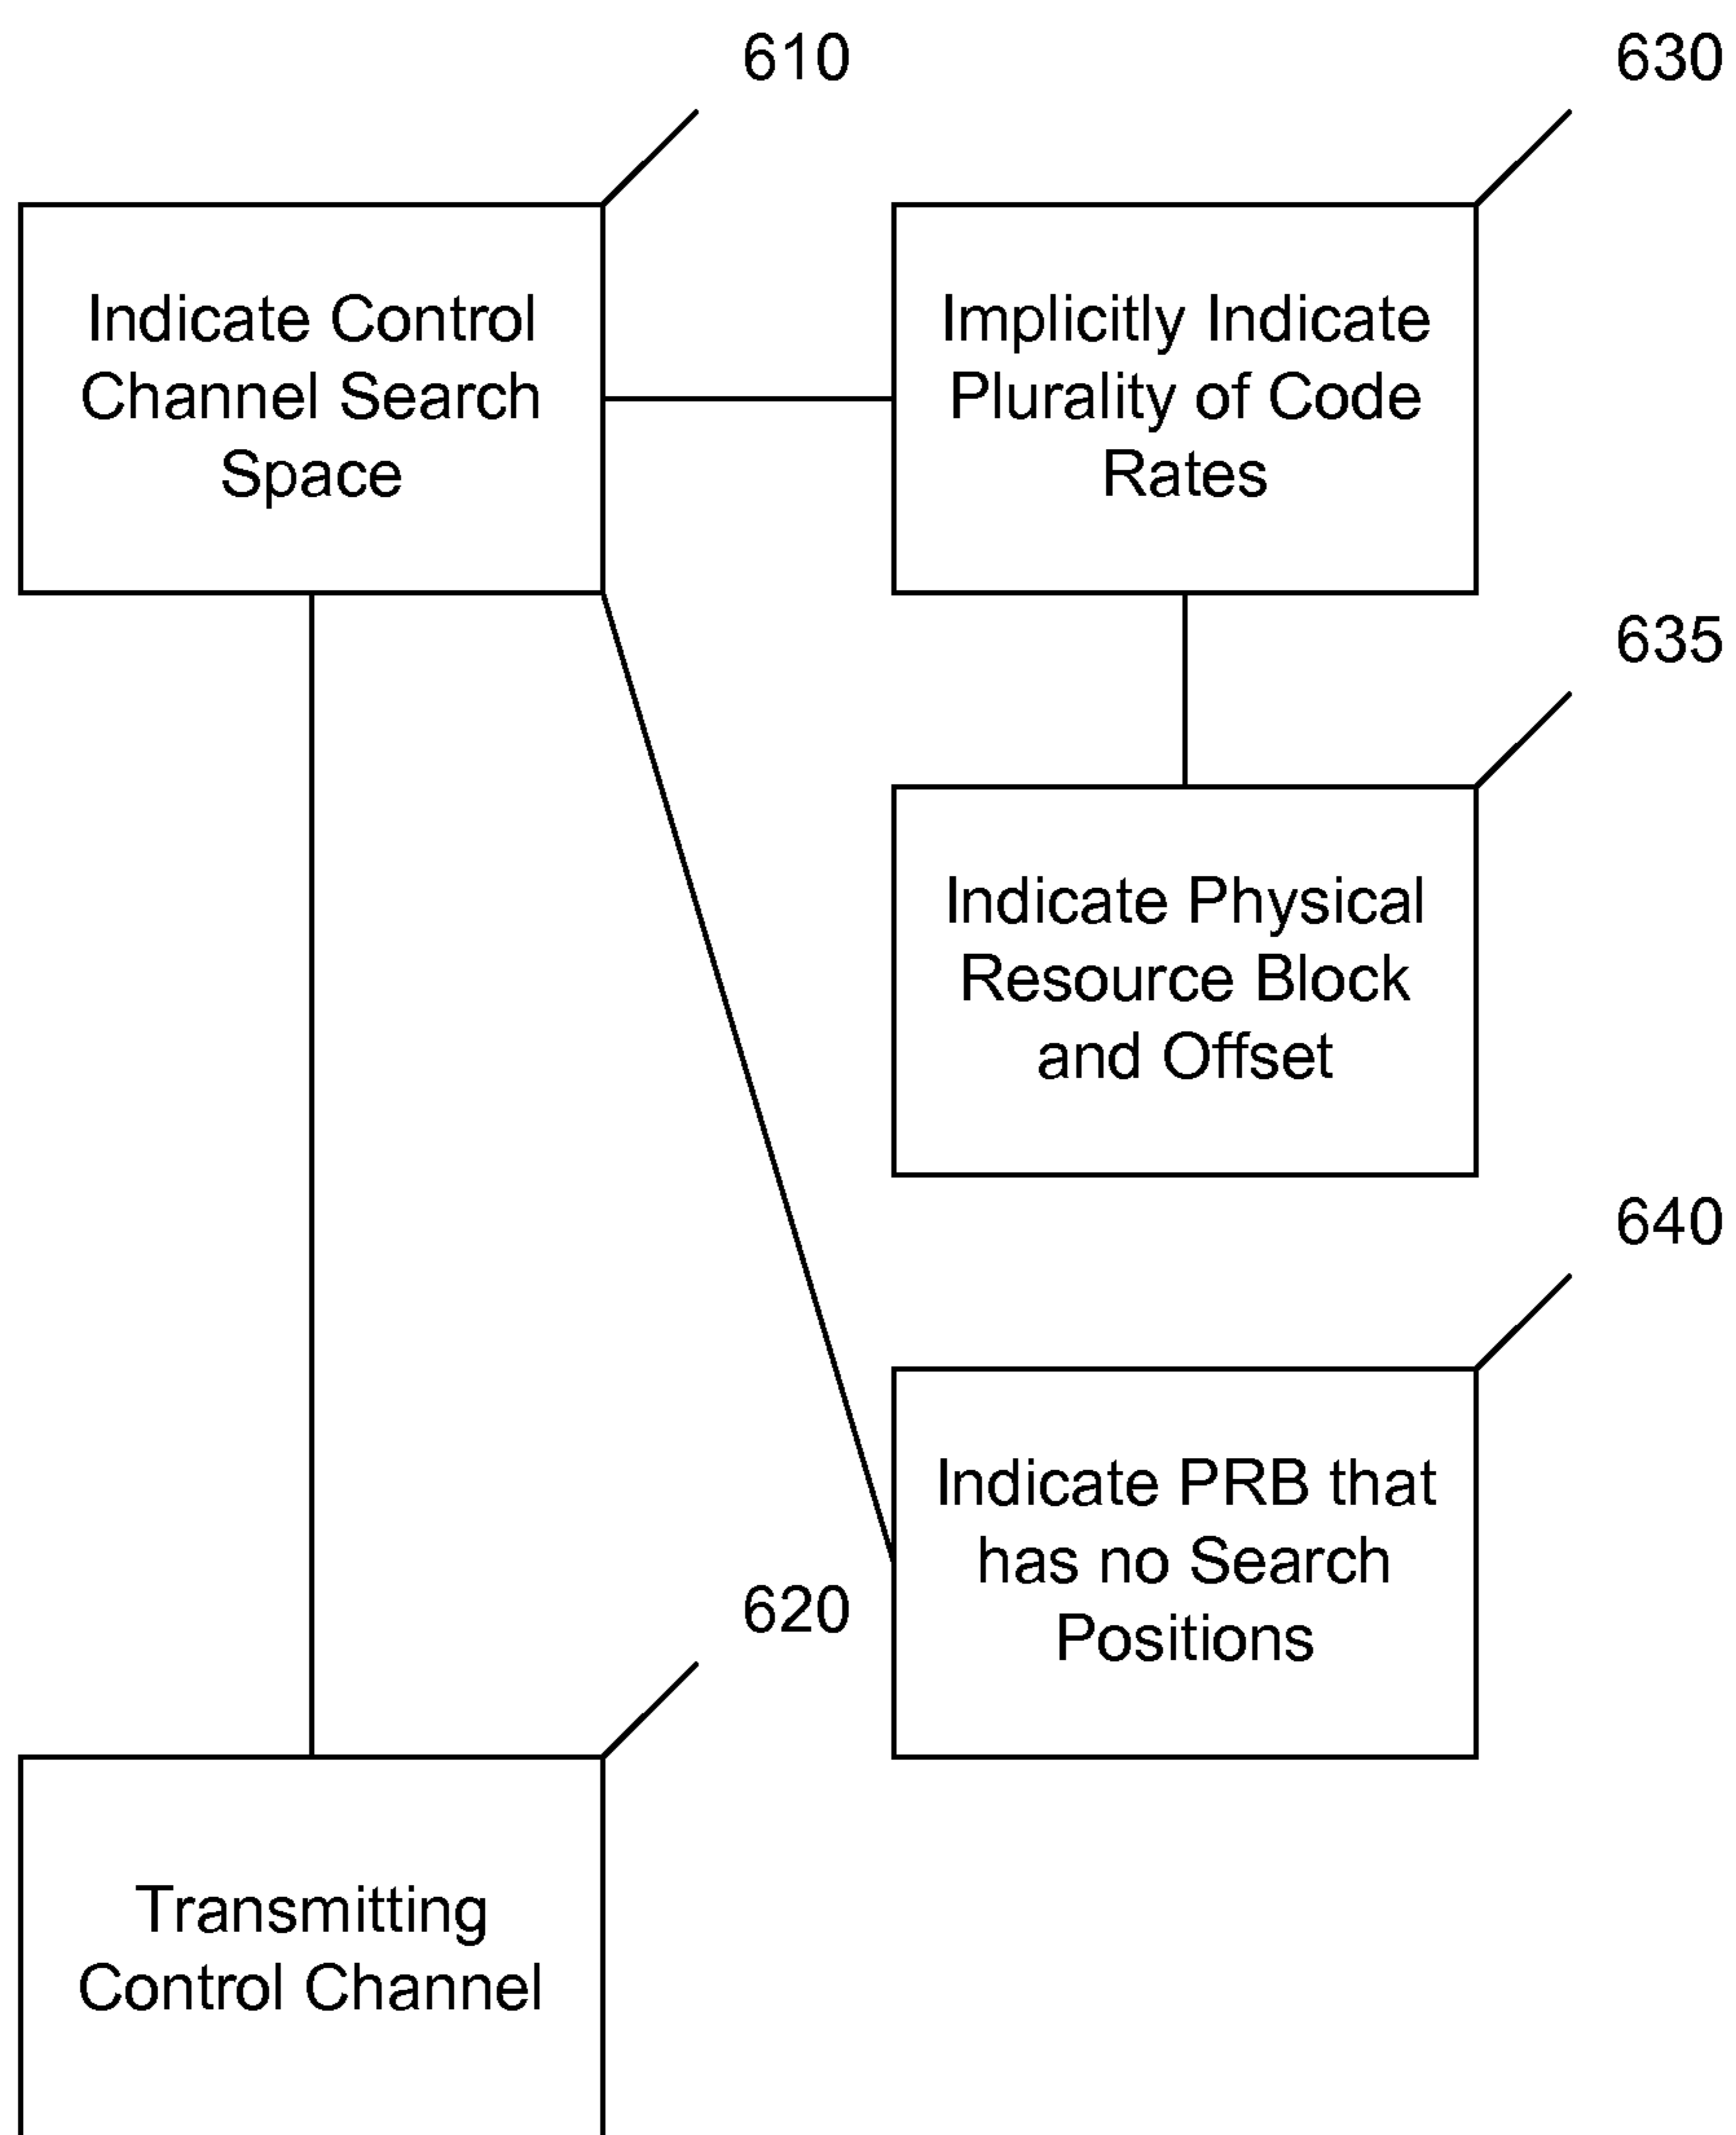 610
Indicate Control
Channel Search
Space
630
Implicitly Indicate
Plurality of Code
Rates
635
Indicate Physical
Resource Block
and Offset
640
Indicate PRB that
has no Search
Positions
620
Transmitting
Control Channel